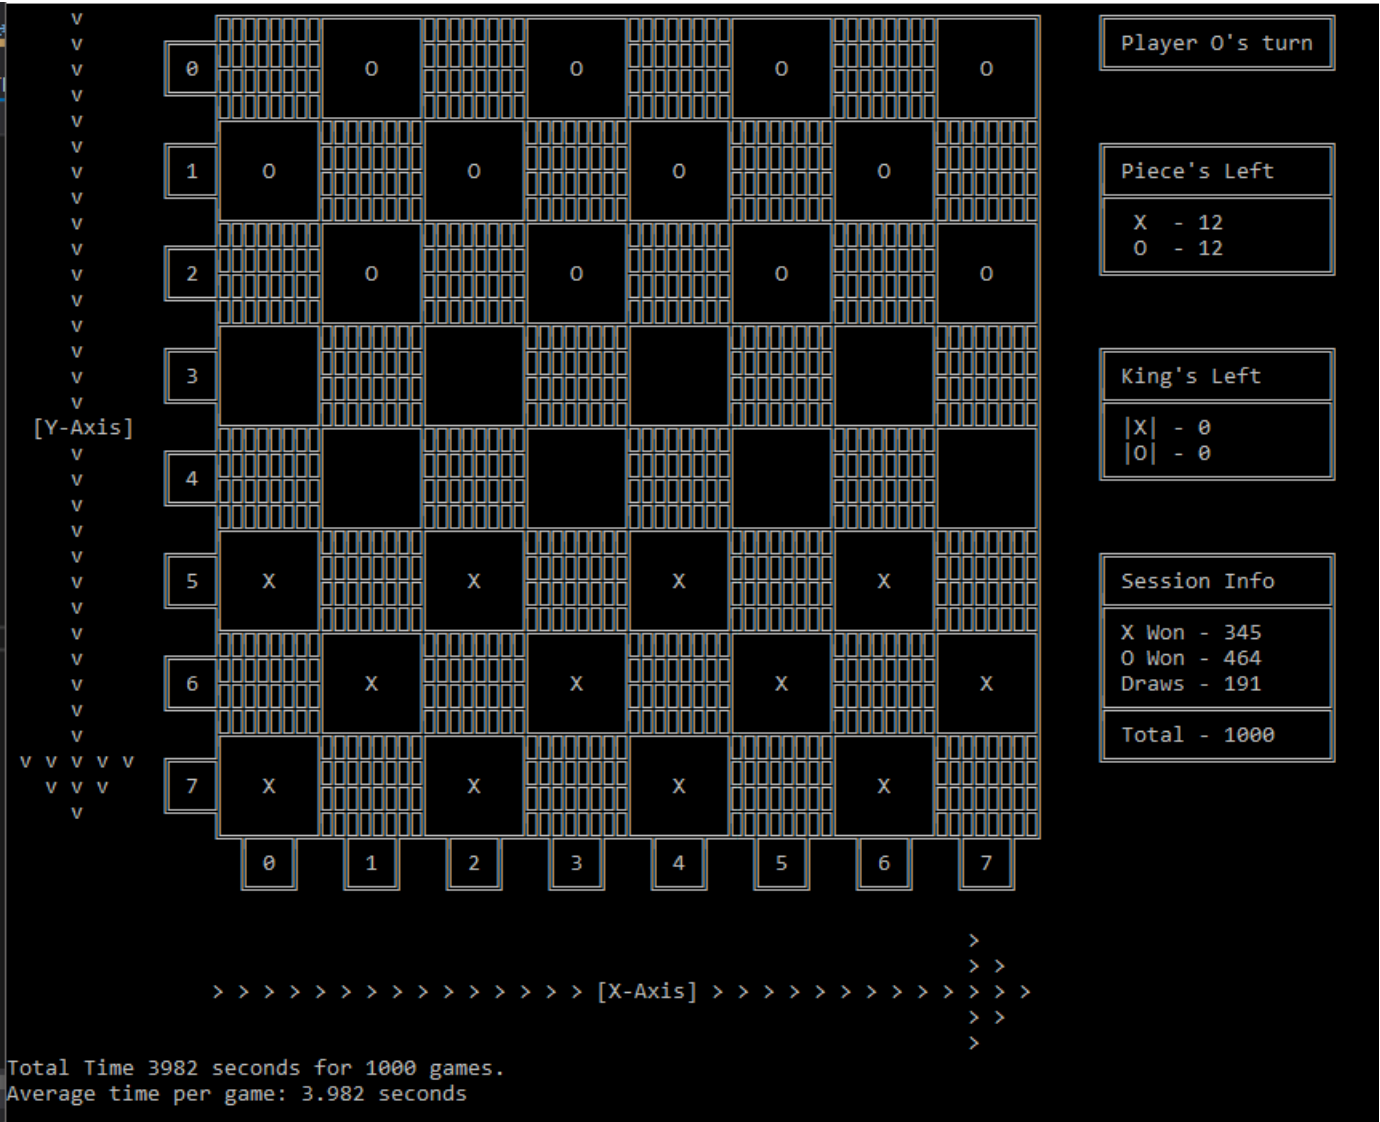 Player O's turn
0 O O O O
1 O O O O
Piece's Left
X - 12
O - 12
2 O O O O
3
King's Left
[Y-Axis]
|X| - 0
|O| - 0
4
5 X X X X
Session Info
X Won - 345
O Won - 464
Draws - 191
6 X X X X
Total - 1000
7 X X X X
0 1 2 3 4 5 6 7
> > > > > > > > > > > > > > > [X-Axis] > > > > > > > > > > > > >
Total Time 3982 seconds for 1000 games.
Average time per game: 3.982 seconds